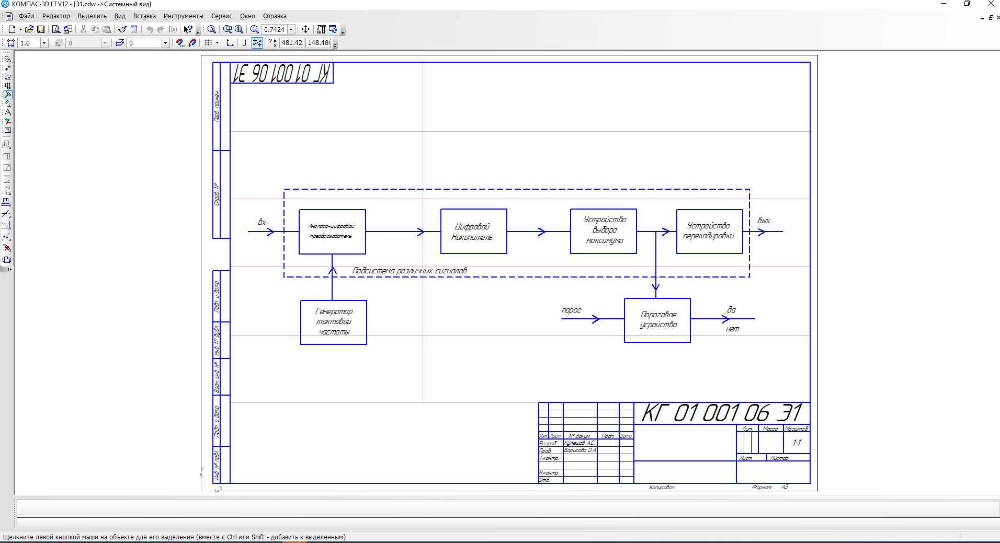 КОМПАС-3D LT V12 - [Э1.cdw ->Системный вид]
Файл Редактор Выделить Вид Вставка Инструменты Сервис Окно Справка
f(x) 0.7424
1.0 0 0 481.42 148.48
КГ 01 001 06 Э1
Перв. примен.
Справ. №
вх.
Аналого-цифровой
преобразователь
Цифровой
Накопитель
Устройство
выбора
максимума
Устройство
перекодировки
вых.
Подсистема различных сигналов
Генератор
тактовой
частоты
порог
Пороговое
усройство
да
нет
Подп. и дата
Инв. № дубл.
Взам. инв. №
Подп. и дата
Инв. № подл.
КГ 01 001 06 Э1
Изм. Лист № докум. Подп. Дата
Разраб. Кулешов А.С.
Пров. Борисова О.А.
Т.контр.
Н.контр.
Утв.
Лит. Масса Масштаб
1:1
Лист Листов
Копировал Формат А3
Y
X
Щелкните левой кнопкой мыши на объекте для его выделения (вместе с Ctrl или Shift - добавить к выделенным)